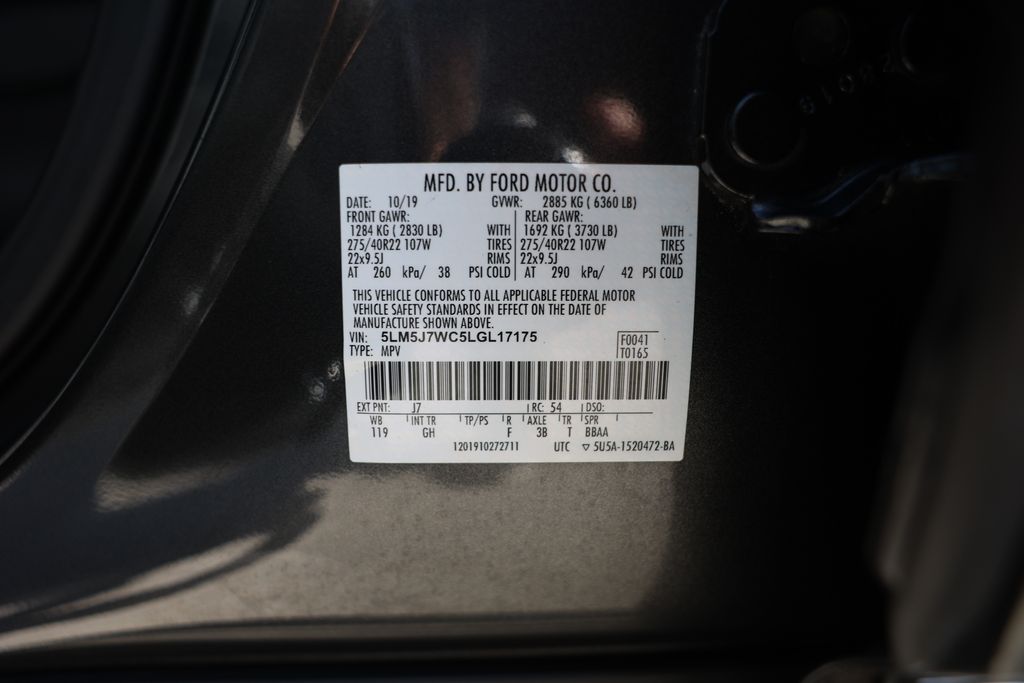 MFD. BY FORD MOTOR CO.
DATE: 10/19 GVWR: 2885 KG ( 6360 LB)
FRONT GAWR: REAR GAWR:
1284 KG ( 2830 LB) WITH 1692 KG ( 3730 LB) WITH
275/40R22 107W TIRES 275/40R22 107W TIRES
22x9.5J RIMS 22x9.5J RIMS
AT 260 kPa/ 38 PSI COLD AT 290 kPa/ 42 PSI COLD
THIS VEHICLE CONFORMS TO ALL APPLICABLE FEDERAL MOTOR
VEHICLE SAFETY STANDARDS IN EFFECT ON THE DATE OF
MANUFACTURE SHOWN ABOVE.
VIN: 5LM5J7WC5LGL17175 F0041
TYPE: MPV T0165
EXT PNT: J7 RC: 54 DSO:
WB INT TR TP/PS R AXLE TR SPR
119 GH F 3B T BBAA
1201910272711 UTC ▽ 5U5A-1520472-BA